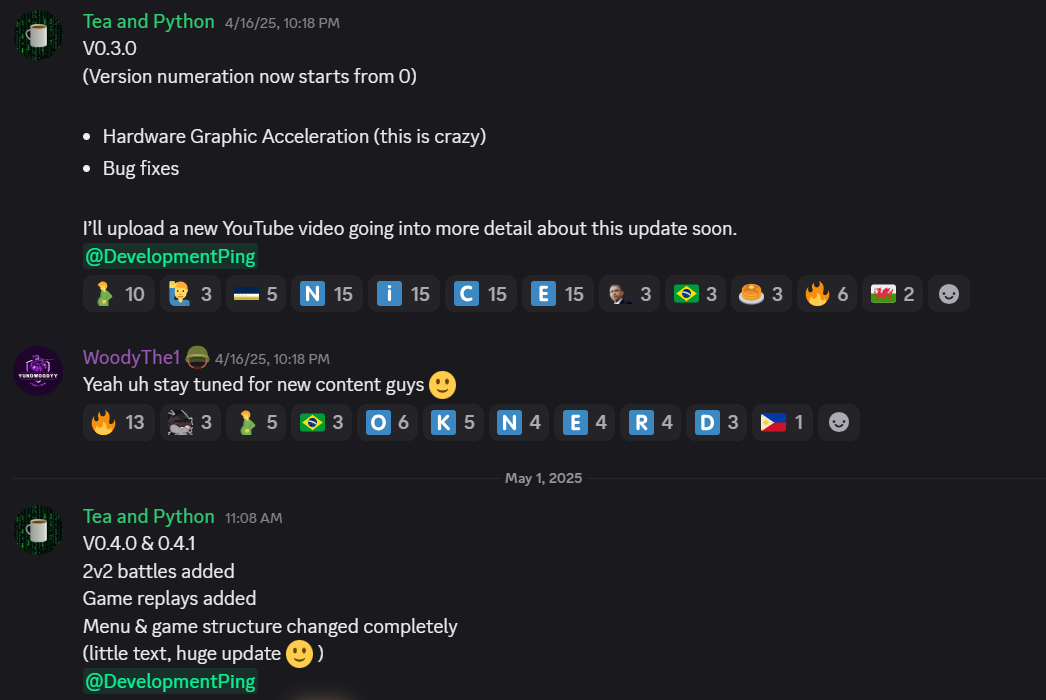 Tea and Python 4/16/25, 10:18 PM
V0.3.0
(Version numeration now starts from 0)
• Hardware Graphic Acceleration (this is crazy)
• Bug fixes
I'll upload a new YouTube video going into more detail about this update soon.
@DevelopmentPing
10 3 5 N 15 i 15 C 15 E 15 3 3 3 6 2
YUNOWOODYY
WoodyThe1 4/16/25, 10:18 PM
Yeah uh stay tuned for new content guys
13 3 5 3 O 6 K 5 N 4 E 4 R 4 D 3 1
May 1, 2025
Tea and Python 11:08 AM
V0.4.0 & 0.4.1
2v2 battles added
Game replays added
Menu & game structure changed completely
(little text, huge update )
@DevelopmentPing